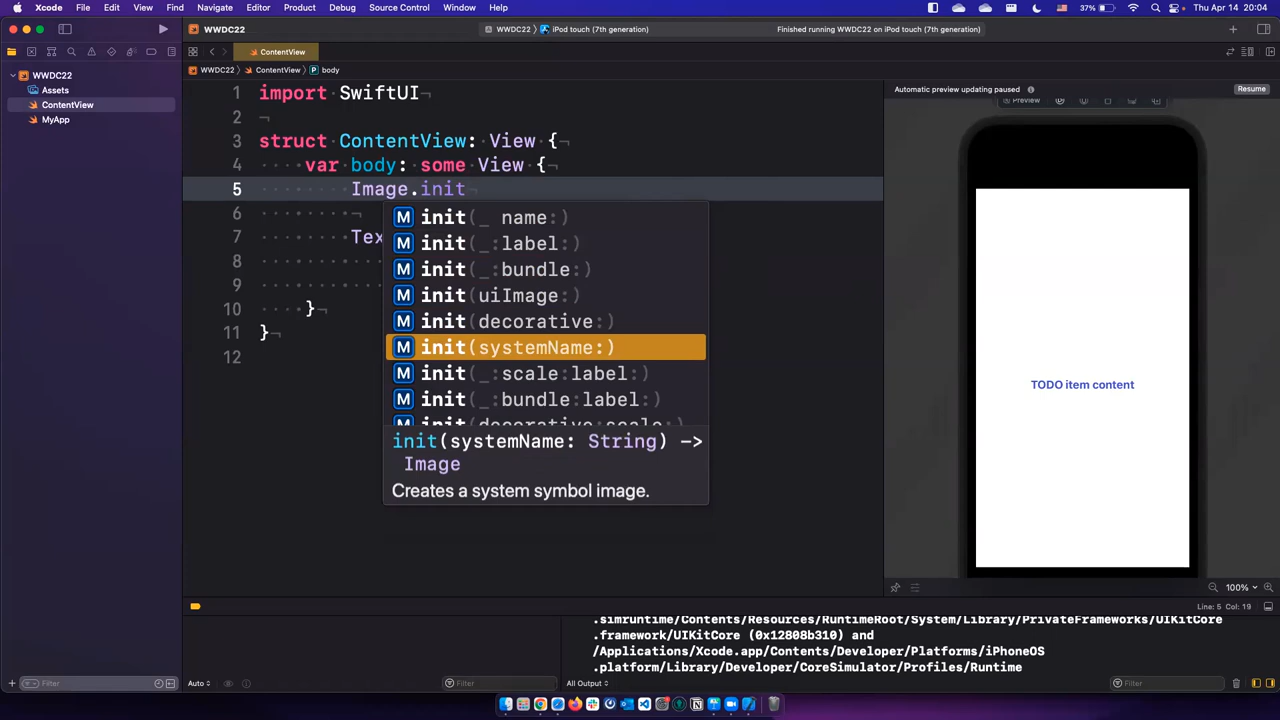 Xcode File Edit View Find Navigate Editor Product Debug Source Control Window Help 37% Thu Apr 14 20:04
WWDC22 WWDC22 〉 iPod touch (7th generation) Finished running WWDC22 on iPod touch (7th generation)
ContentView
WWDC22 〉 ContentView 〉 P body
WWDC22
Assets
ContentView
MyApp
1 import SwiftUI¬
2 ¬
3 struct ContentView: View {¬
4 ····var·body:·some·View·{¬
5 ········Image.init¬
6 ········¬
7 ········Tex
8 ········
9 ········
10 ····}¬
11 }¬
12
M init(_ name:)
M init(_:label:)
M init(_:bundle:)
M init(uiImage:)
M init(decorative:)
M init(systemName:)
M init(_:scale:label:)
M init(_:bundle:label:)
M init(decorative:scale:)
init(systemName: String) –>
Image
Creates a system symbol image.
Automatic preview updating paused Resume
Preview
TODO item content
100%
Line: 5 Col: 19
.simruntime/Contents/Resources/RuntimeRoot/System/Library/PrivateFrameworks/UIKitCore
.framework/UIKitCore (0x12808b310) and
/Applications/Xcode.app/Contents/Developer/Platforms/iPhoneOS
.platform/Library/Developer/CoreSimulator/Profiles/Runtime
Filter Auto Filter All Output Filter